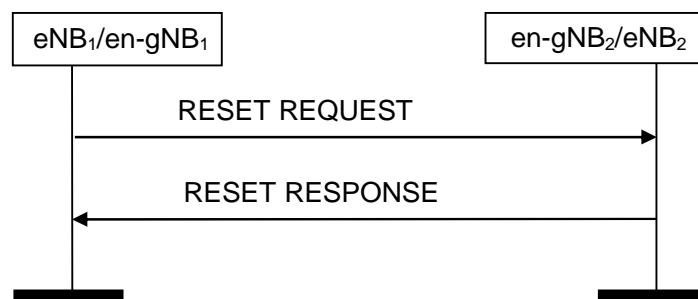 eNB₁/en-gNB₁
en-gNB₂/eNB₂
RESET REQUEST
RESET RESPONSE